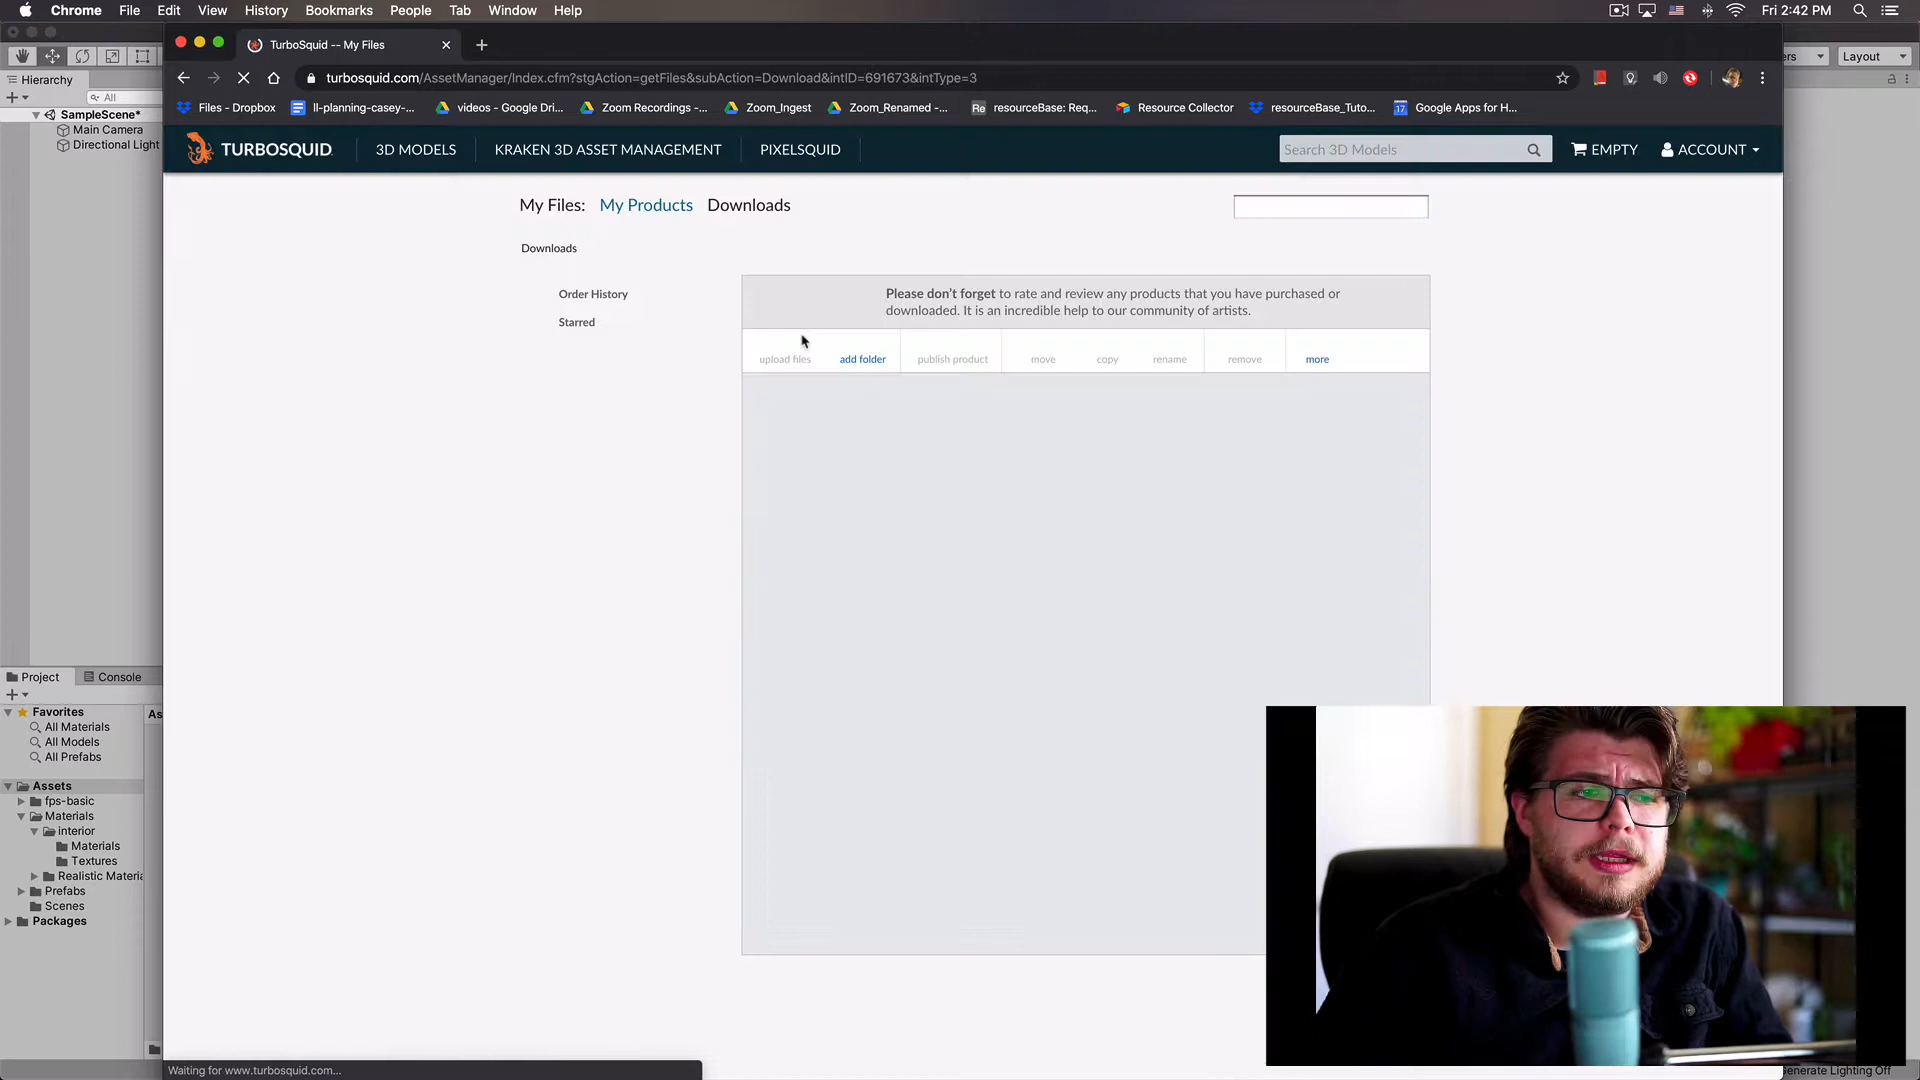 Chrome File Edit View History Bookmarks People Tab Window Help Fri 2:42 PM
TurboSquid -- My Files
Layout
Hierarchy
turbosquid.com/AssetManager/Index.cfm?stgAction=getFiles&subAction=Download&intID=691673&intType=3
All
Files - Dropbox ll-planning-casey-... videos - Google Dri... Zoom Recordings -... Zoom_Ingest Zoom_Renamed -... Re resourceBase: Req... Resource Collector resourceBase_Tuto... 17 Google Apps for H...
SampleScene*
Main Camera
Directional Light
TURBOSQUID 3D MODELS KRAKEN 3D ASSET MANAGEMENT PIXELSQUID Search 3D Models EMPTY ACCOUNT
My Files: My Products Downloads
Downloads
Order History
Starred
Please don't forget to rate and review any products that you have purchased or
downloaded. It is an incredible help to our community of artists.
upload files add folder publish product move copy rename remove more
Project Console
Favorites
All Materials
All Models
All Prefabs
Assets
fps-basic
Materials
interior
Materials
Textures
Realistic Materia
Prefabs
Scenes
Packages
Waiting for www.turbosquid.com...
Generate Lighting Off